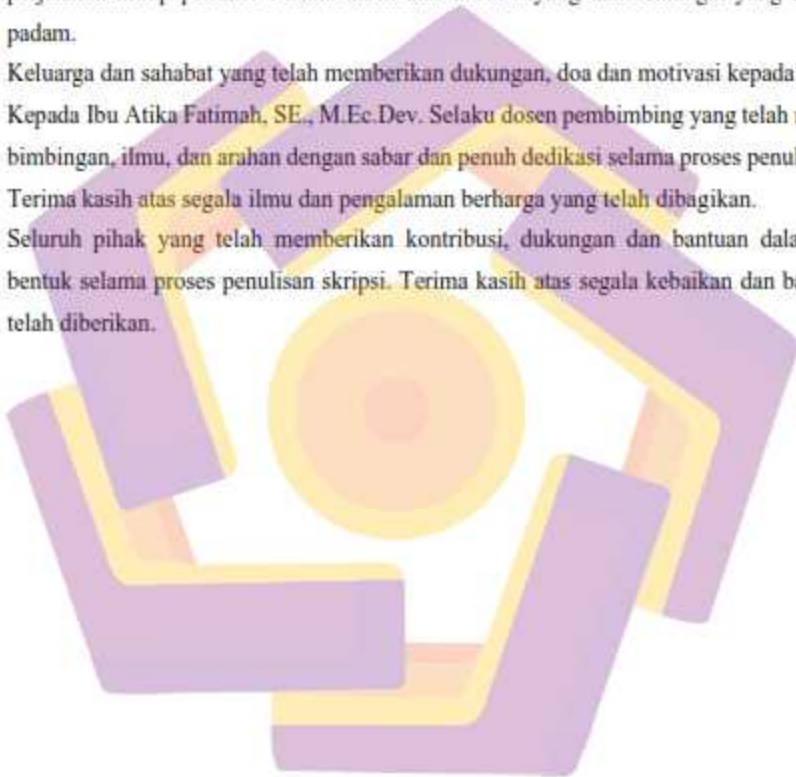 padam.
Keluarga dan sahabat yang telah memberikan dukungan, doa dan motivasi kepada
Kepada Ibu Atika Fatimah, SE., M.Ec.Dev. Selaku dosen pembimbing yang telah
bimbingan, ilmu, dan arahan dengan sabar dan penuh dedikasi selama proses penul
Terima kasih atas segala ilmu dan pengalaman berharga yang telah dibagikan.
Seluruh pihak yang telah memberikan kontribusi, dukungan dan bantuan dala
bentuk selama proses penulisan skripsi. Terima kasih atas segala kebaikan dan ba
telah diberikan.